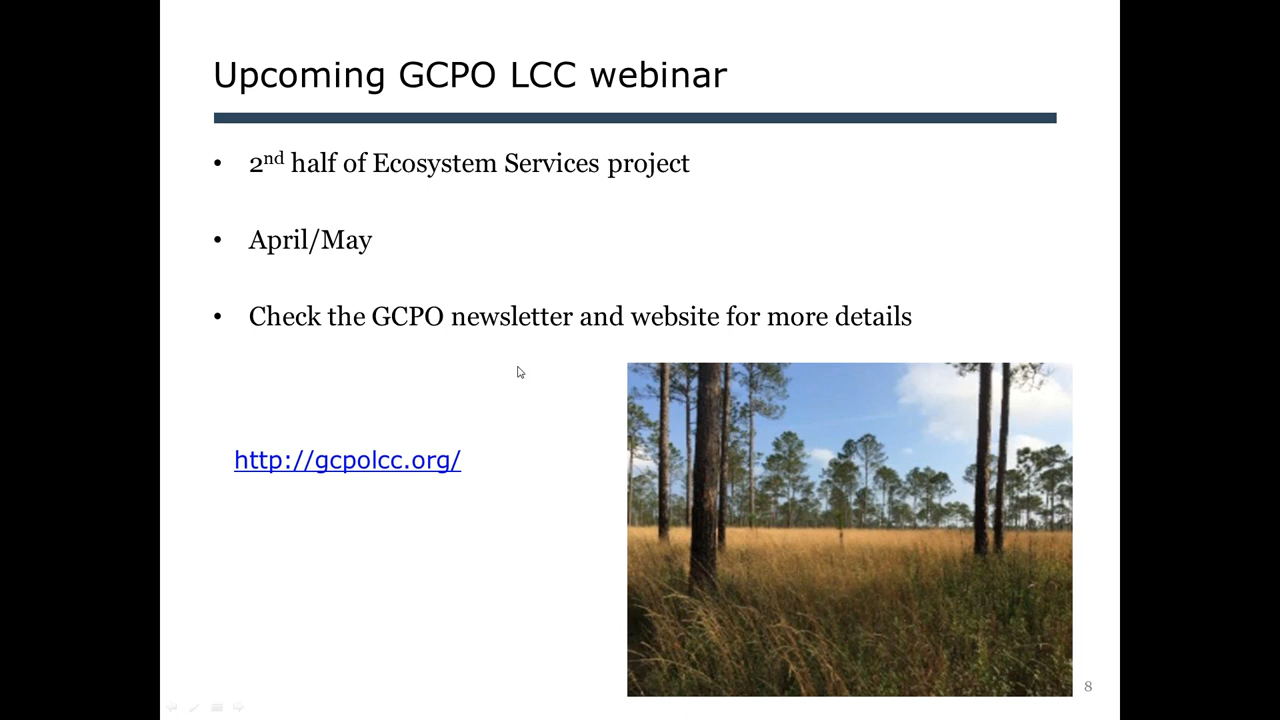 Upcoming GCPO LCC webinar
• 2nd half of Ecosystem Services project
• April/May
• Check the GCPO newsletter and website for more details
http://gcpolcc.org/
8